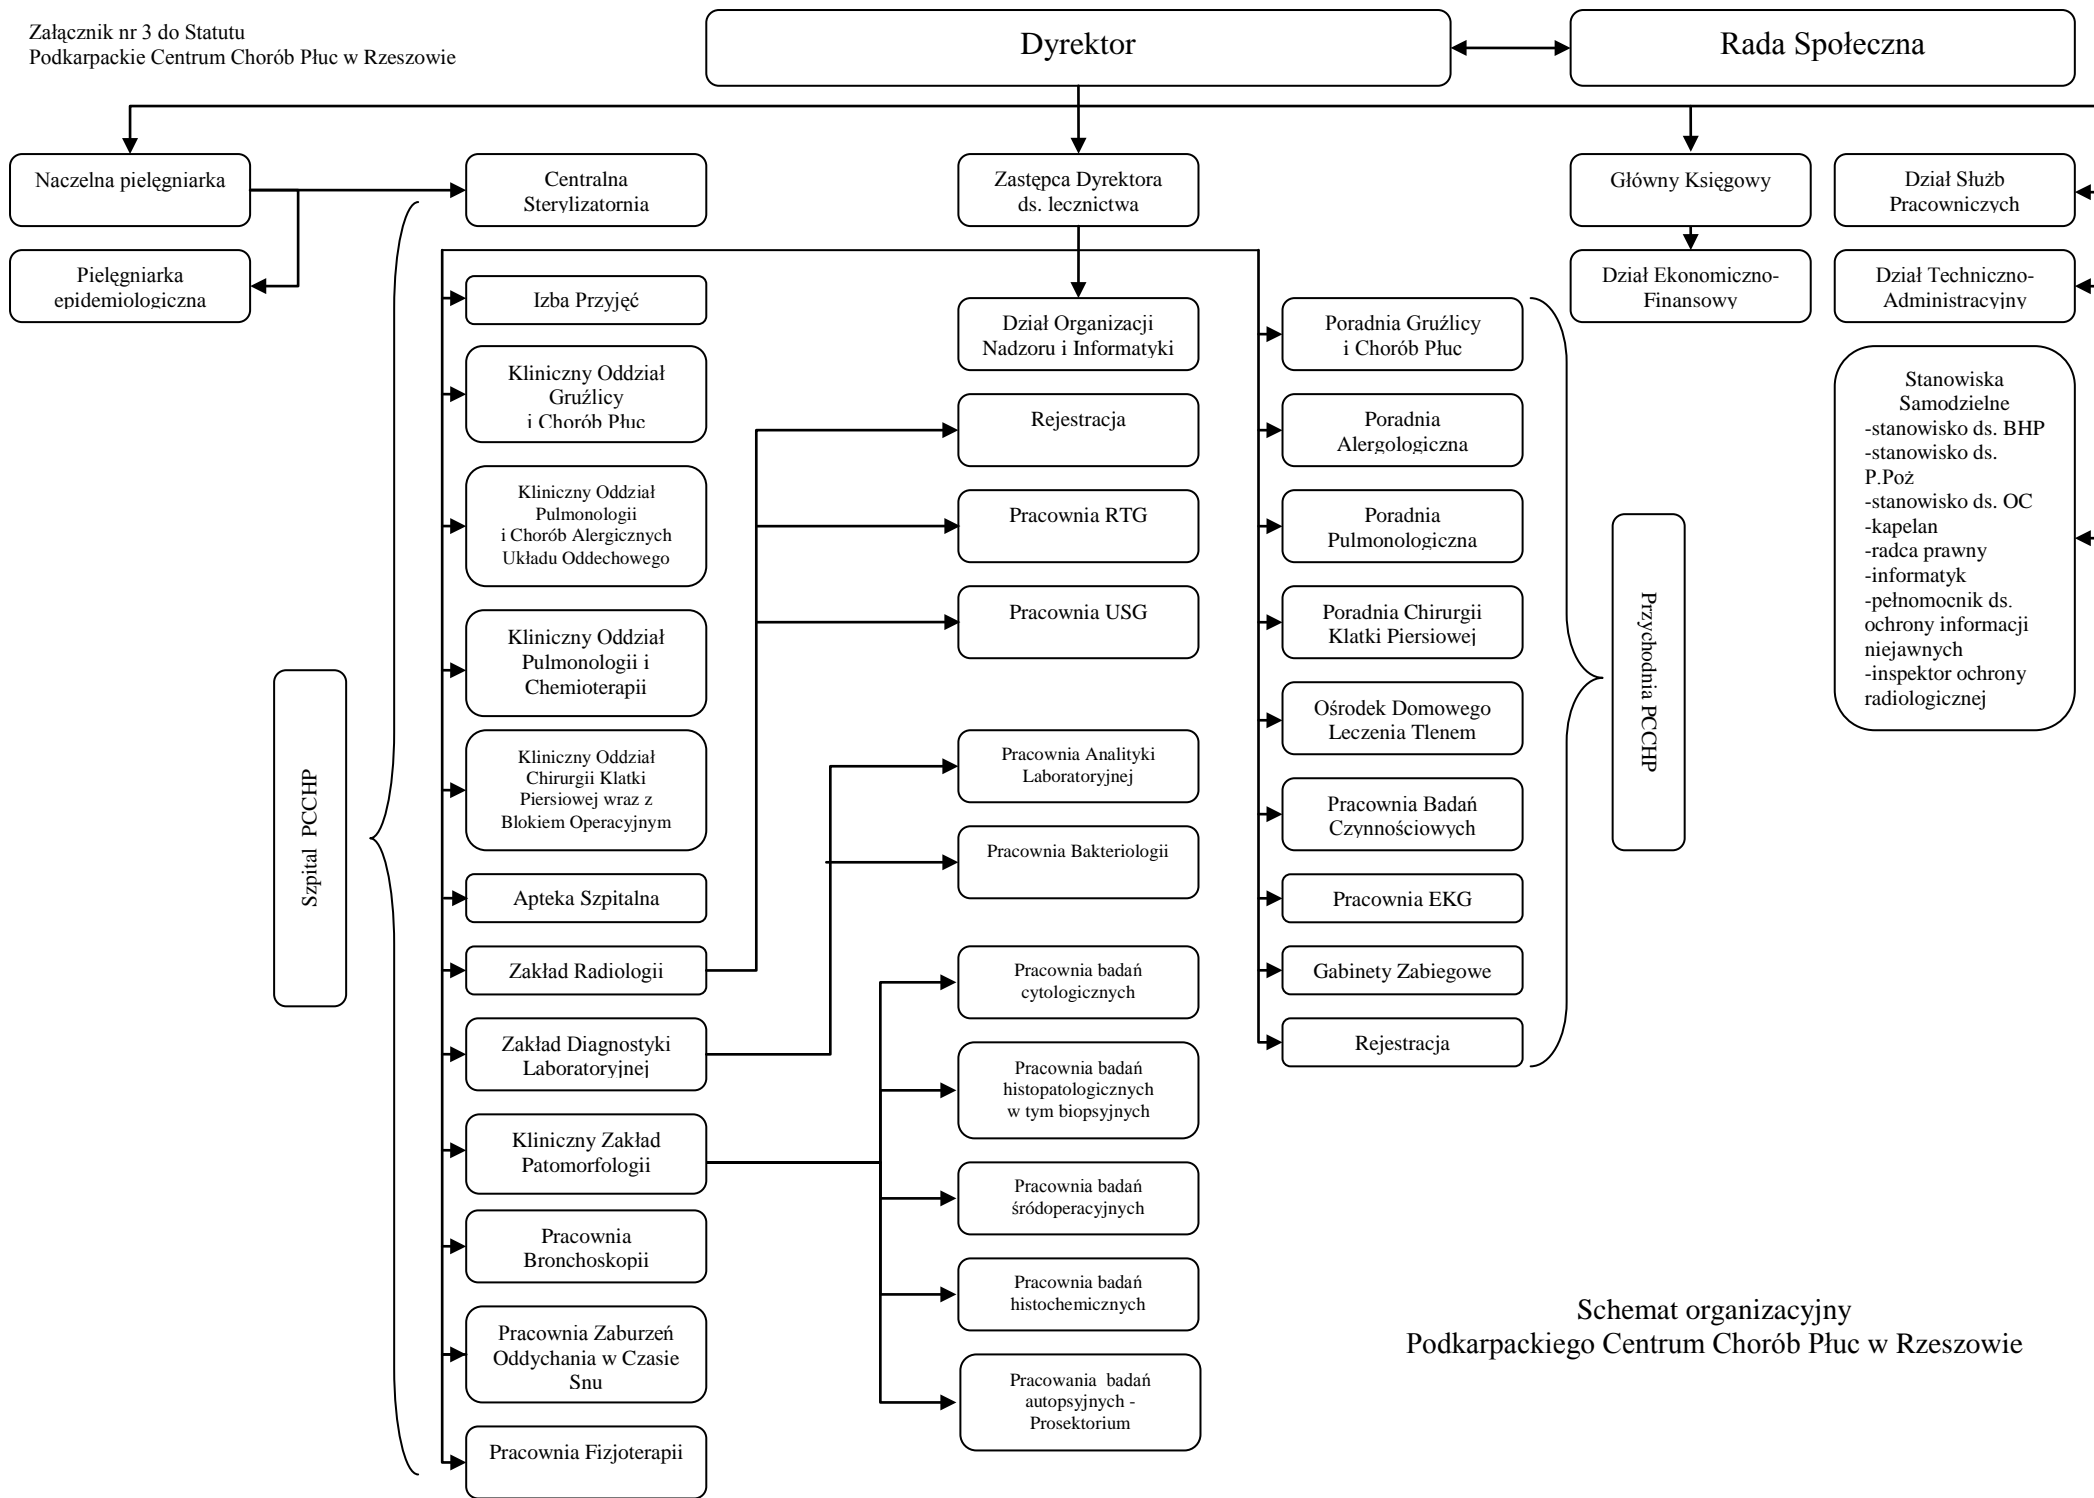 Załącznik nr 3 do Statutu
Podkarpackie Centrum Chorób Płuc w Rzeszowie
Dyrektor
Rada Społeczna
Naczelna pielęgniarka
Centralna
Sterylizatornia
Zastępca Dyrektora
ds. lecznictwa
Główny Księgowy
Dział Służb
Pracowniczych
Pielęgniarka
epidemiologiczna
Dział Ekonomiczno-
Finansowy
Dział Techniczno-
Administracyjny
Szpital PCCHP
Izba Przyjęć
Kliniczny Oddział
Gruźlicy
i Chorób Płuc
Kliniczny Oddział
Pulmonologii
i Chorób Alergicznych
Układu Oddechowego
Kliniczny Oddział
Pulmonologii i
Chemioterapii
Kliniczny Oddział
Chirurgii Klatki
Piersiowej wraz z
Blokiem Operacyjnym
Apteka Szpitalna
Zakład Radiologii
Zakład Diagnostyki
Laboratoryjnej
Kliniczny Zakład
Patomorfologii
Pracownia
Bronchoskopii
Pracownia Zaburzeń
Oddychania w Czasie
Snu
Pracownia Fizjoterapii
Dział Organizacji
Nadzoru i Informatyki
Rejestracja
Pracownia RTG
Pracownia USG
Pracownia Analityki
Laboratoryjnej
Pracownia Bakteriologii
Pracownia badań
cytologicznych
Pracownia badań
histopatologicznych
w tym biopsyjnych
Pracownia badań
śródoperacyjnych
Pracownia badań
histochemicznych
Pracowania badań
autopsyjnych -
Prosektorium
Poradnia Gruźlicy
i Chorób Płuc
Poradnia
Alergologiczna
Poradnia
Pulmonologiczna
Poradnia Chirurgii
Klatki Piersiowej
Ośrodek Domowego
Leczenia Tlenem
Pracownia Badań
Czynnościowych
Pracownia EKG
Gabinety Zabiegowe
Rejestracja
Przychodnia PCCHP
Stanowiska
Samodzielne
-stanowisko ds. BHP
-stanowisko ds.
P.Poż
-stanowisko ds. OC
-kapelan
-radca prawny
-informatyk
-pełnomocnik ds.
ochrony informacji
niejawnych
-inspektor ochrony
radiologicznej
Schemat organizacyjny
Podkarpackiego Centrum Chorób Płuc w Rzeszowie